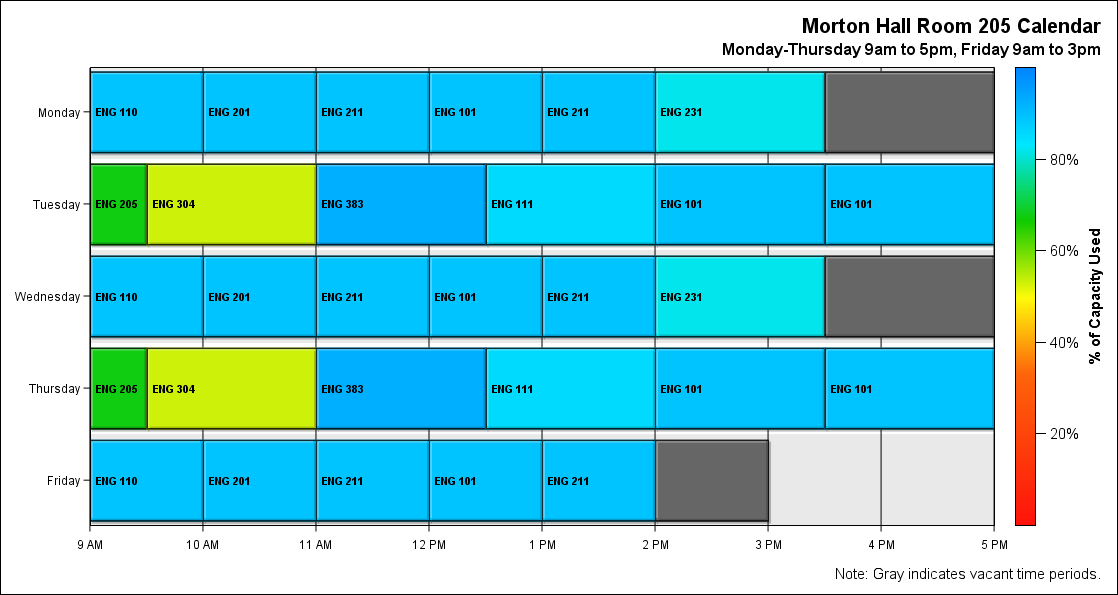 Morton Hall Room 205 Calendar
Monday-Thursday 9am to 5pm, Friday 9am to 3pm
Monday ENG 110 ENG 201 ENG 211 ENG 101 ENG 211 ENG 231
Tuesday ENG 205 ENG 304 ENG 383 ENG 111 ENG 101 ENG 101
Wednesday ENG 110 ENG 201 ENG 211 ENG 101 ENG 211 ENG 231
Thursday ENG 205 ENG 304 ENG 383 ENG 111 ENG 101 ENG 101
Friday ENG 110 ENG 201 ENG 211 ENG 101 ENG 211
9 AM 10 AM 11 AM 12 PM 1 PM 2 PM 3 PM 4 PM 5 PM
80%
60%
40%
20%
% of Capacity Used
Note: Gray indicates vacant time periods.